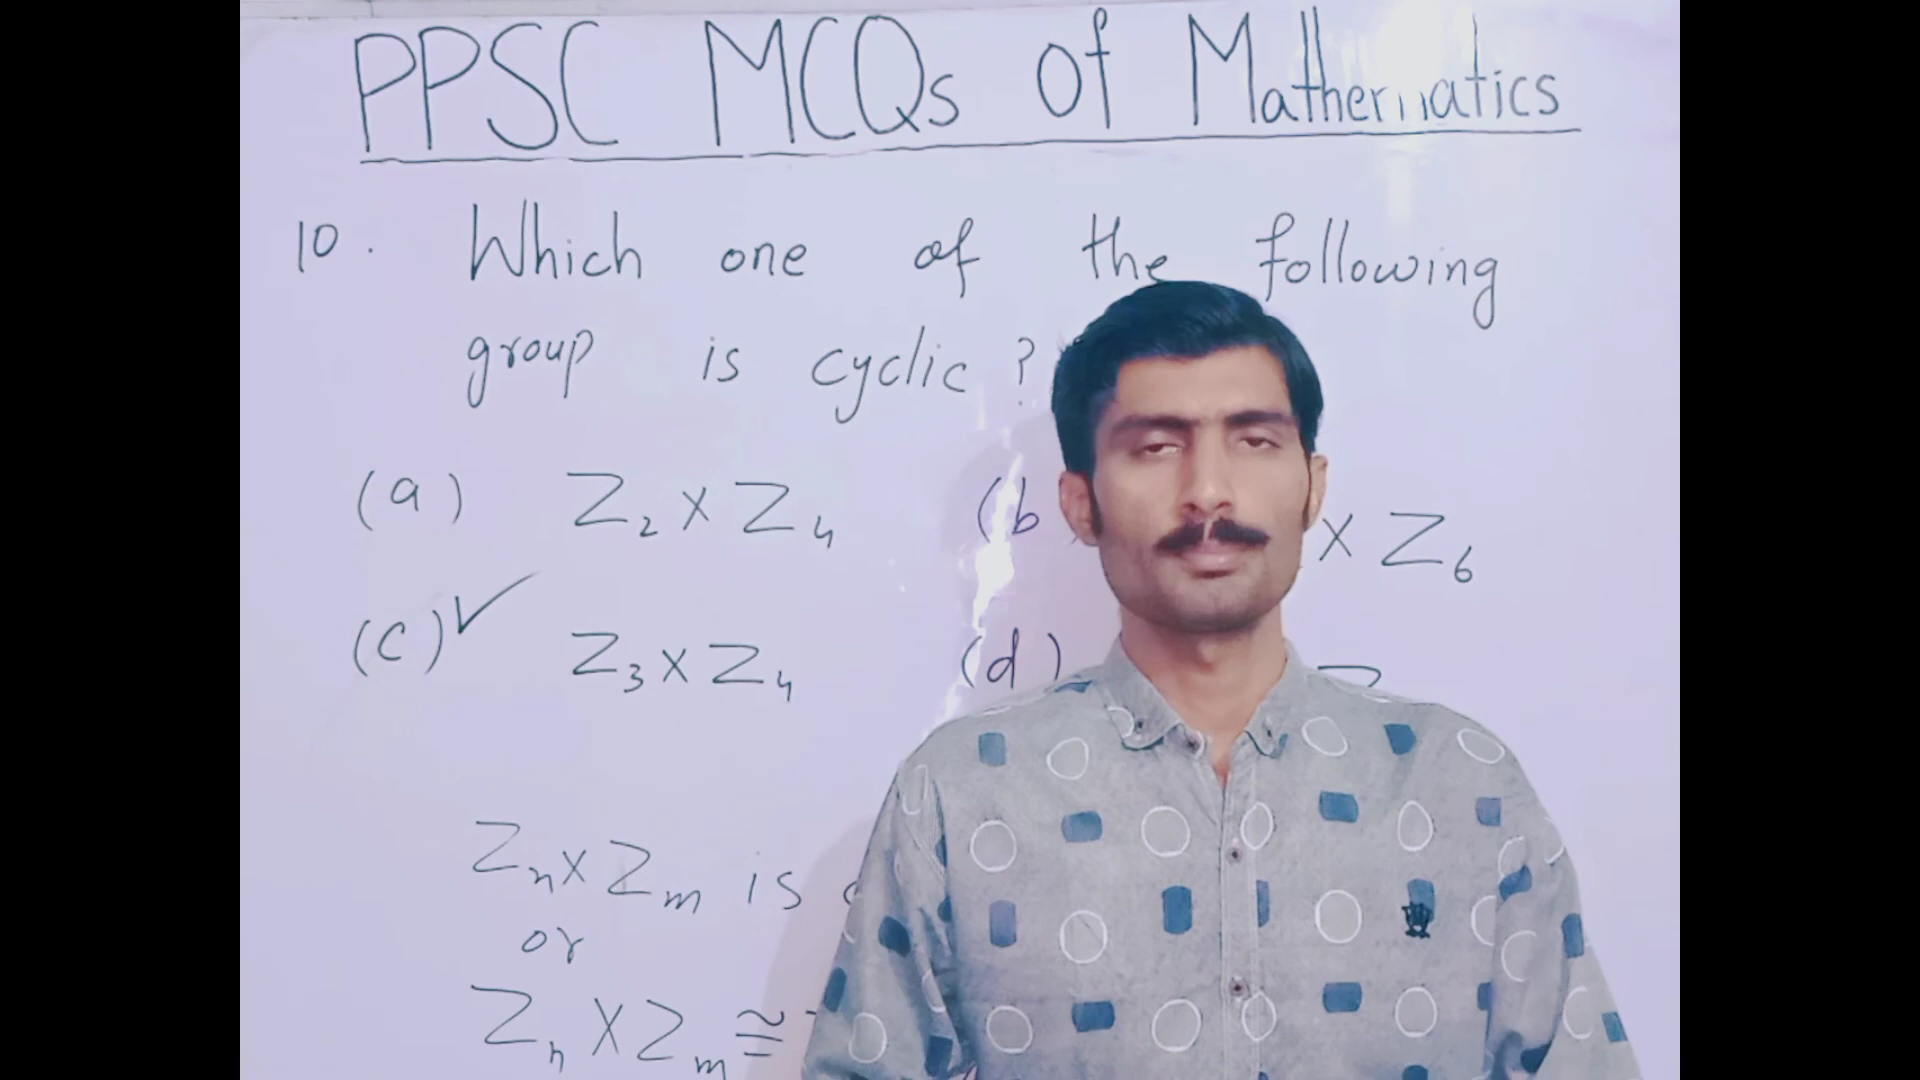 PPSC MCQs of Mathematics
10. Which one of the following
group is cyclic?
(a) Z₂ × Z₄ (b × Z₆
(c) ✓ Z₃ × Z₄ (d)
Zₙ × Zₘ is
or
Zₙ × Zₘ ≅